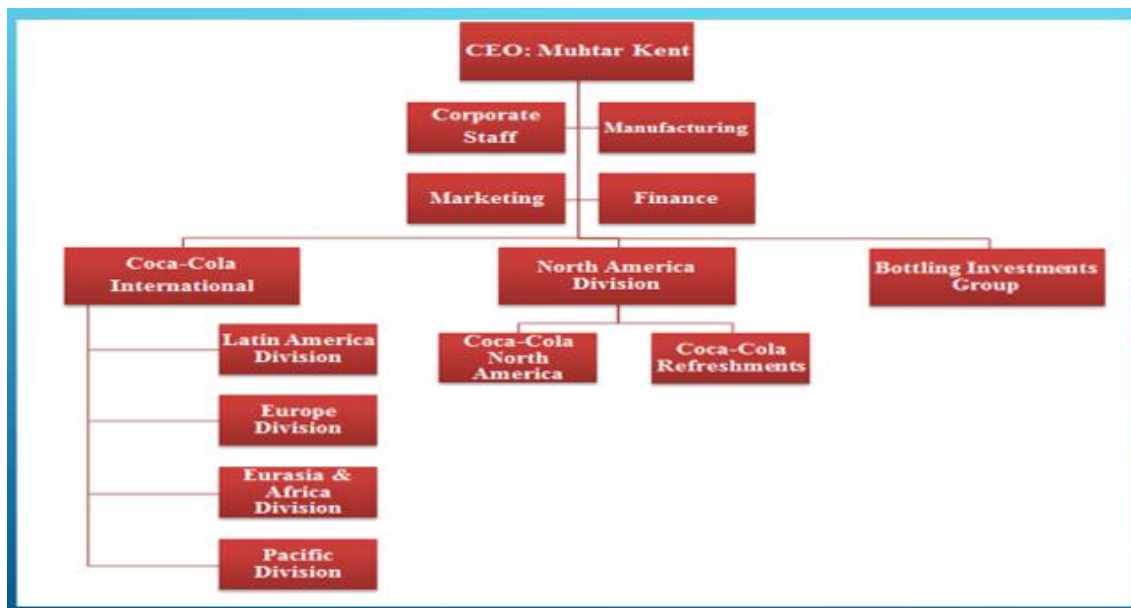 CEO: Muhtar Kent
Corporate
Staff
Manufacturing
Marketing
Finance
Coca-Cola
International
North America
Division
Bottling Investments
Group
Latin America
Division
Europe
Division
Eurasia &
Africa
Division
Pacific
Division
Coca-Cola
North
America
Coca-Cola
Refreshments